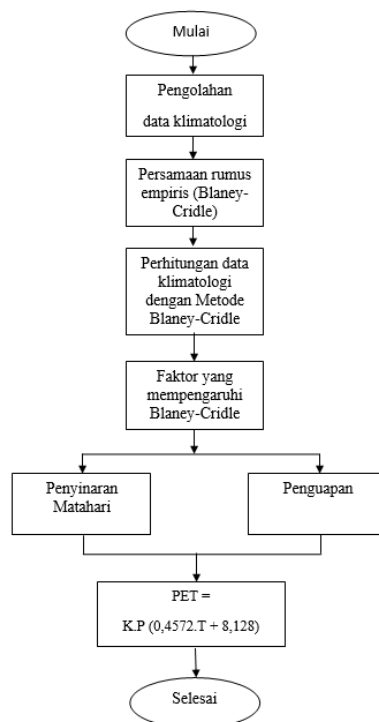 Mulai
Pengolahan
data klimatologi
Persamaan rumus
empiris (Blaney-
Cridle)
Perhitungan data
klimatologi
dengan Metode
Blaney-Cridle
Faktor yang
mempengaruhi
Blaney-Cridle
Penyinaran
Matahari
Penguapan
PET =
K.P (0,4572.T + 8,128)
Selesai